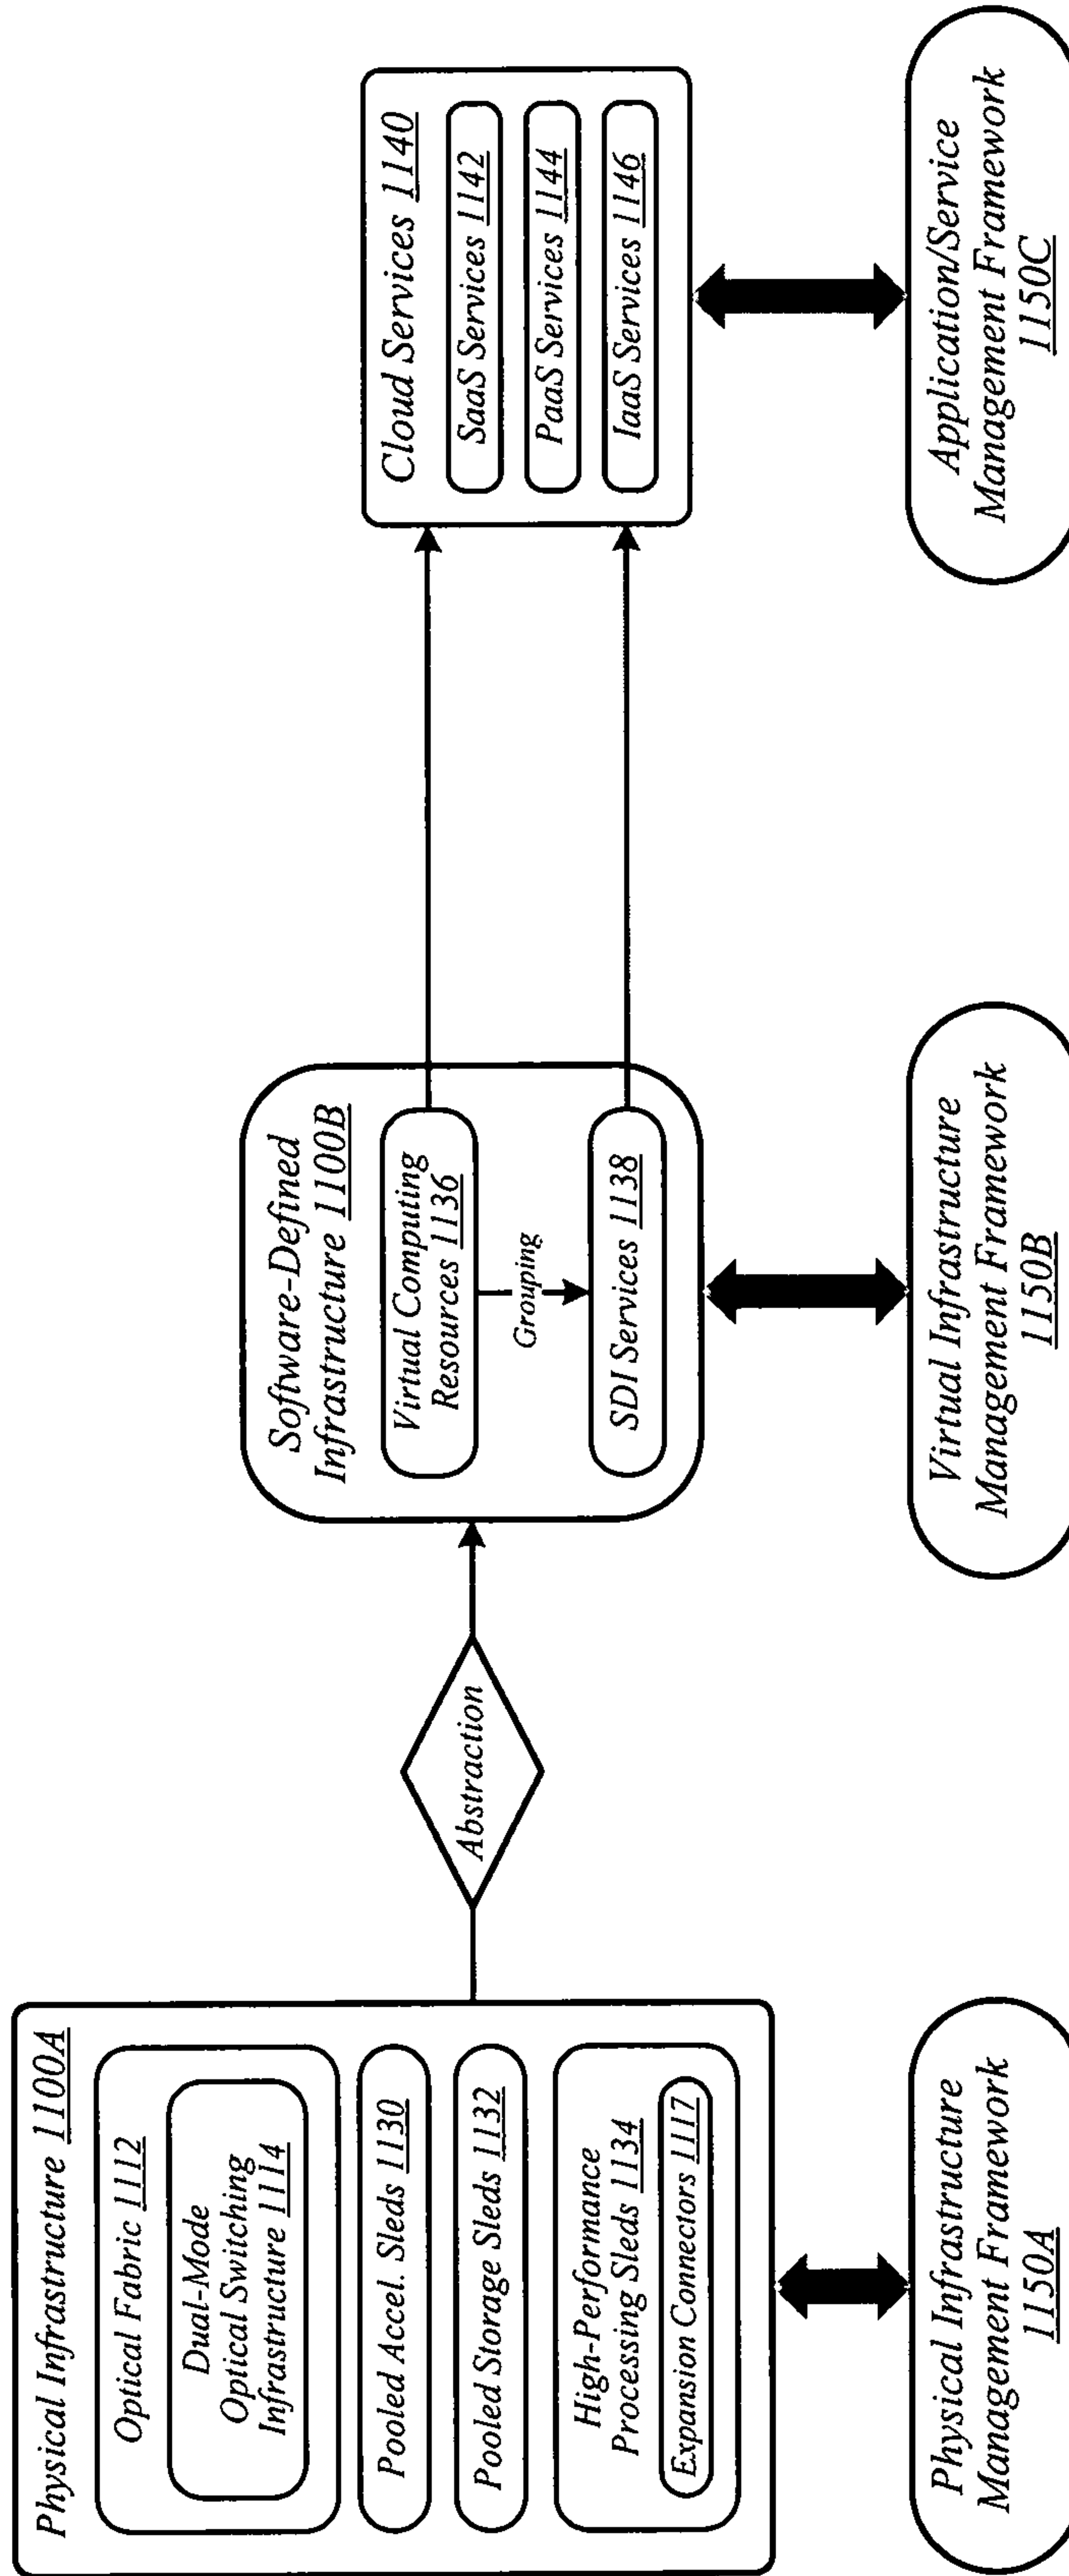 Physical Infrastructure 1100A
Optical Fabric 1112
Dual-Mode
Optical Switching
Infrastructure 1114
Pooled Accel. Sleds 1130
Pooled Storage Sleds 1132
High-Performance
Processing Sleds 1134
Expansion Connectors 1117
Physical Infrastructure
Management Framework
1150A
Abstraction
Software-Defined
Infrastructure 1100B
Virtual Computing
Resources 1136
Grouping
SDI Services 1138
Virtual Infrastructure
Management Framework
1150B
Cloud Services 1140
SaaS Services 1142
PaaS Services 1144
IaaS Services 1146
Application/Service
Management Framework
1150C